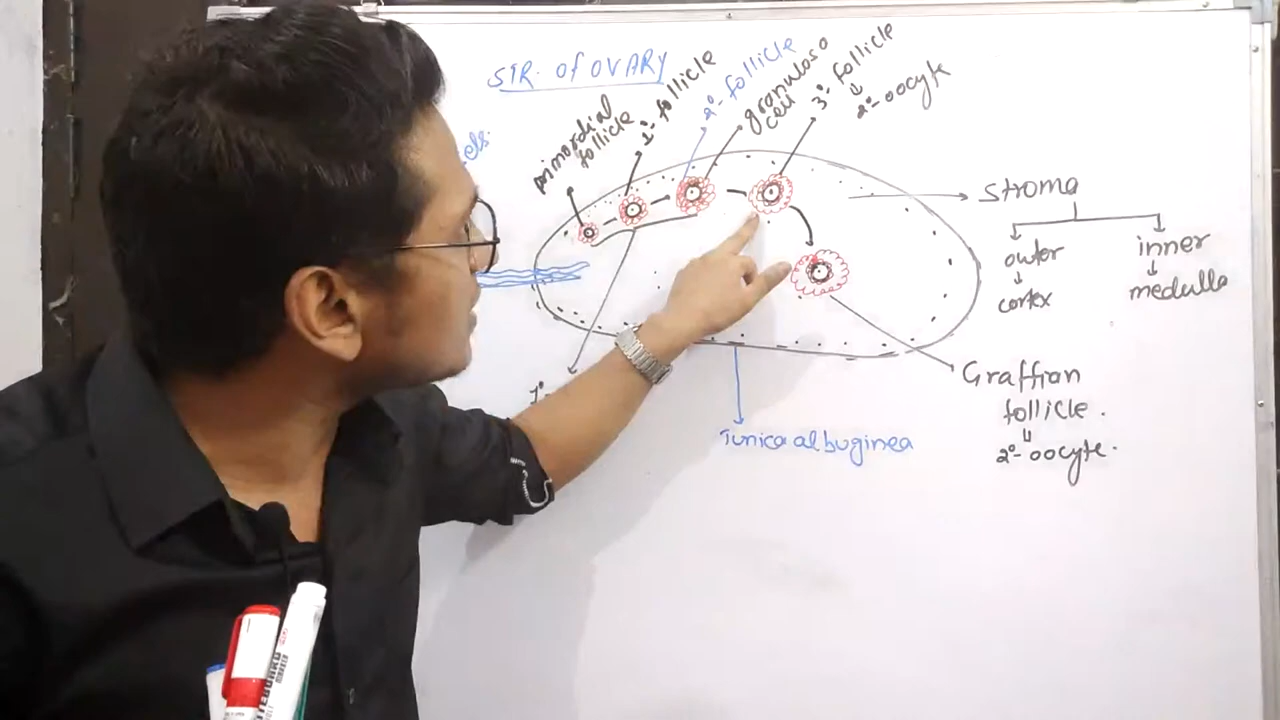 STR. of OVARY
primordial
follicle
1°- follicle
2°- follicle
granulosa
cell
3°- follicle
2°- oocyte
Stroma
outer
cortex
inner
medulla
Graffian
follicle.
2°- oocyte.
Tunica albuginea
1°